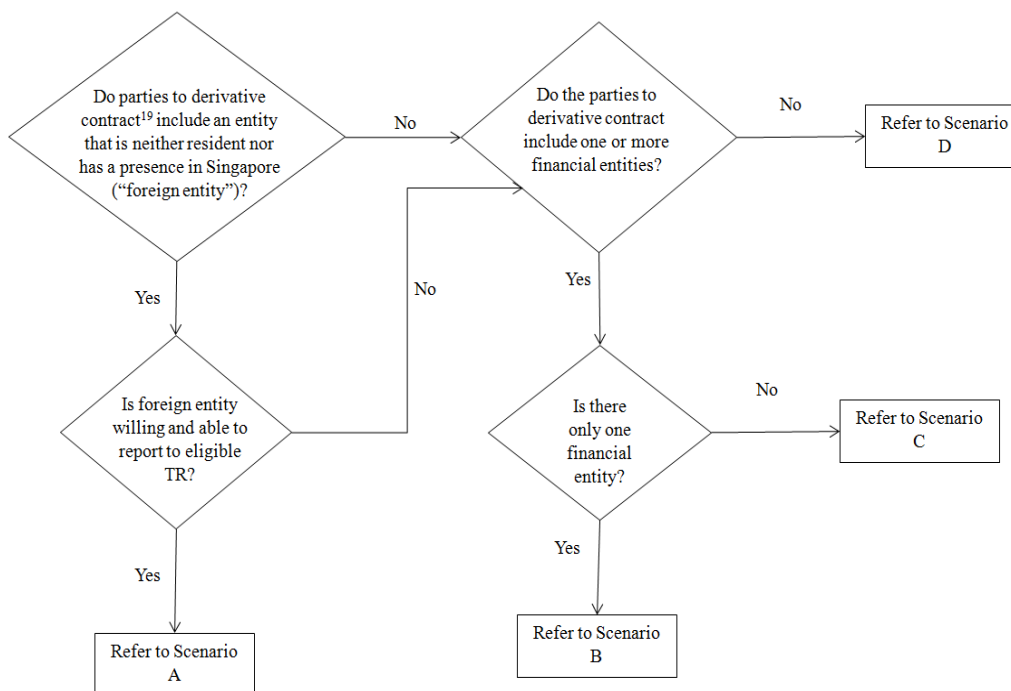 Do parties to derivative
contract¹⁹ include an entity
that is neither resident nor
has a presence in Singapore
(“foreign entity”)?
No
Do the parties to
derivative contract
include one or more
financial entities?
No
Refer to Scenario
D
Yes
No
Yes
Is foreign entity
willing and able to
report to eligible
TR?
Is there
only one
financial
entity?
No
Refer to Scenario
C
Yes
Yes
Refer to Scenario
A
Refer to Scenario
B